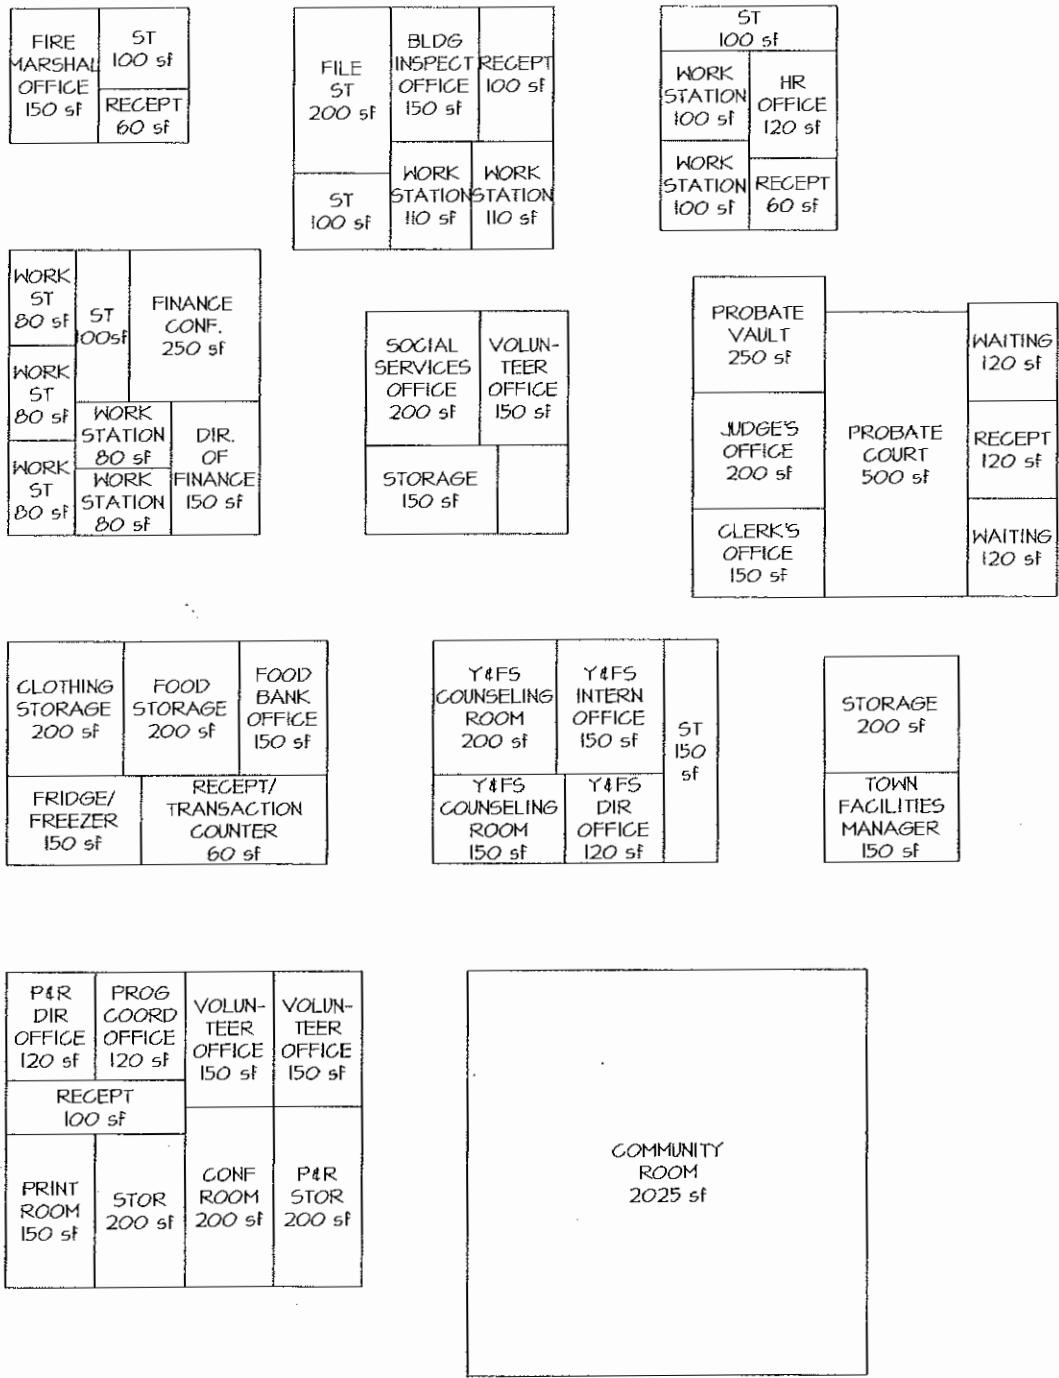 FIRE
MARSHAL
OFFICE
150 sf
ST
100 sf
RECEPT
60 sf
FILE
ST
200 sf
ST
100 sf
BLDG
INSPECT
OFFICE
150 sf
RECEPT
100 sf
WORK
STATION
110 sf
WORK
STATION
110 sf
ST
100 sf
WORK
STATION
100 sf
HR
OFFICE
120 sf
WORK
STATION
100 sf
RECEPT
60 sf
WORK
ST
80 sf
WORK
ST
80 sf
WORK
ST
80 sf
ST
100sf
FINANCE
CONF.
250 sf
WORK
STATION
80 sf
WORK
STATION
80 sf
DIR.
OF
FINANCE
150 sf
SOCIAL
SERVICES
OFFICE
200 sf
VOLUN-
TEER
OFFICE
150 sf
STORAGE
150 sf
PROBATE
VAULT
250 sf
JUDGE'S
OFFICE
200 sf
CLERK'S
OFFICE
150 sf
PROBATE
COURT
500 sf
WAITING
120 sf
RECEPT
120 sf
WAITING
120 sf
CLOTHING
STORAGE
200 sf
FOOD
STORAGE
200 sf
FOOD
BANK
OFFICE
150 sf
FRIDGE/
FREEZER
150 sf
RECEPT/
TRANSACTION
COUNTER
60 sf
Y&FS
COUNSELING
ROOM
200 sf
Y&FS
INTERN
OFFICE
150 sf
ST
150
sf
Y&FS
COUNSELING
ROOM
150 sf
Y&FS
DIR
OFFICE
120 sf
STORAGE
200 sf
TOWN
FACILITIES
MANAGER
150 sf
P&R
DIR
OFFICE
120 sf
PROG
COORD
OFFICE
120 sf
VOLUN-
TEER
OFFICE
150 sf
VOLUN-
TEER
OFFICE
150 sf
RECEPT
100 sf
PRINT
ROOM
150 sf
STOR
200 sf
CONF
ROOM
200 sf
P&R
STOR
200 sf
COMMUNITY
ROOM
2025 sf